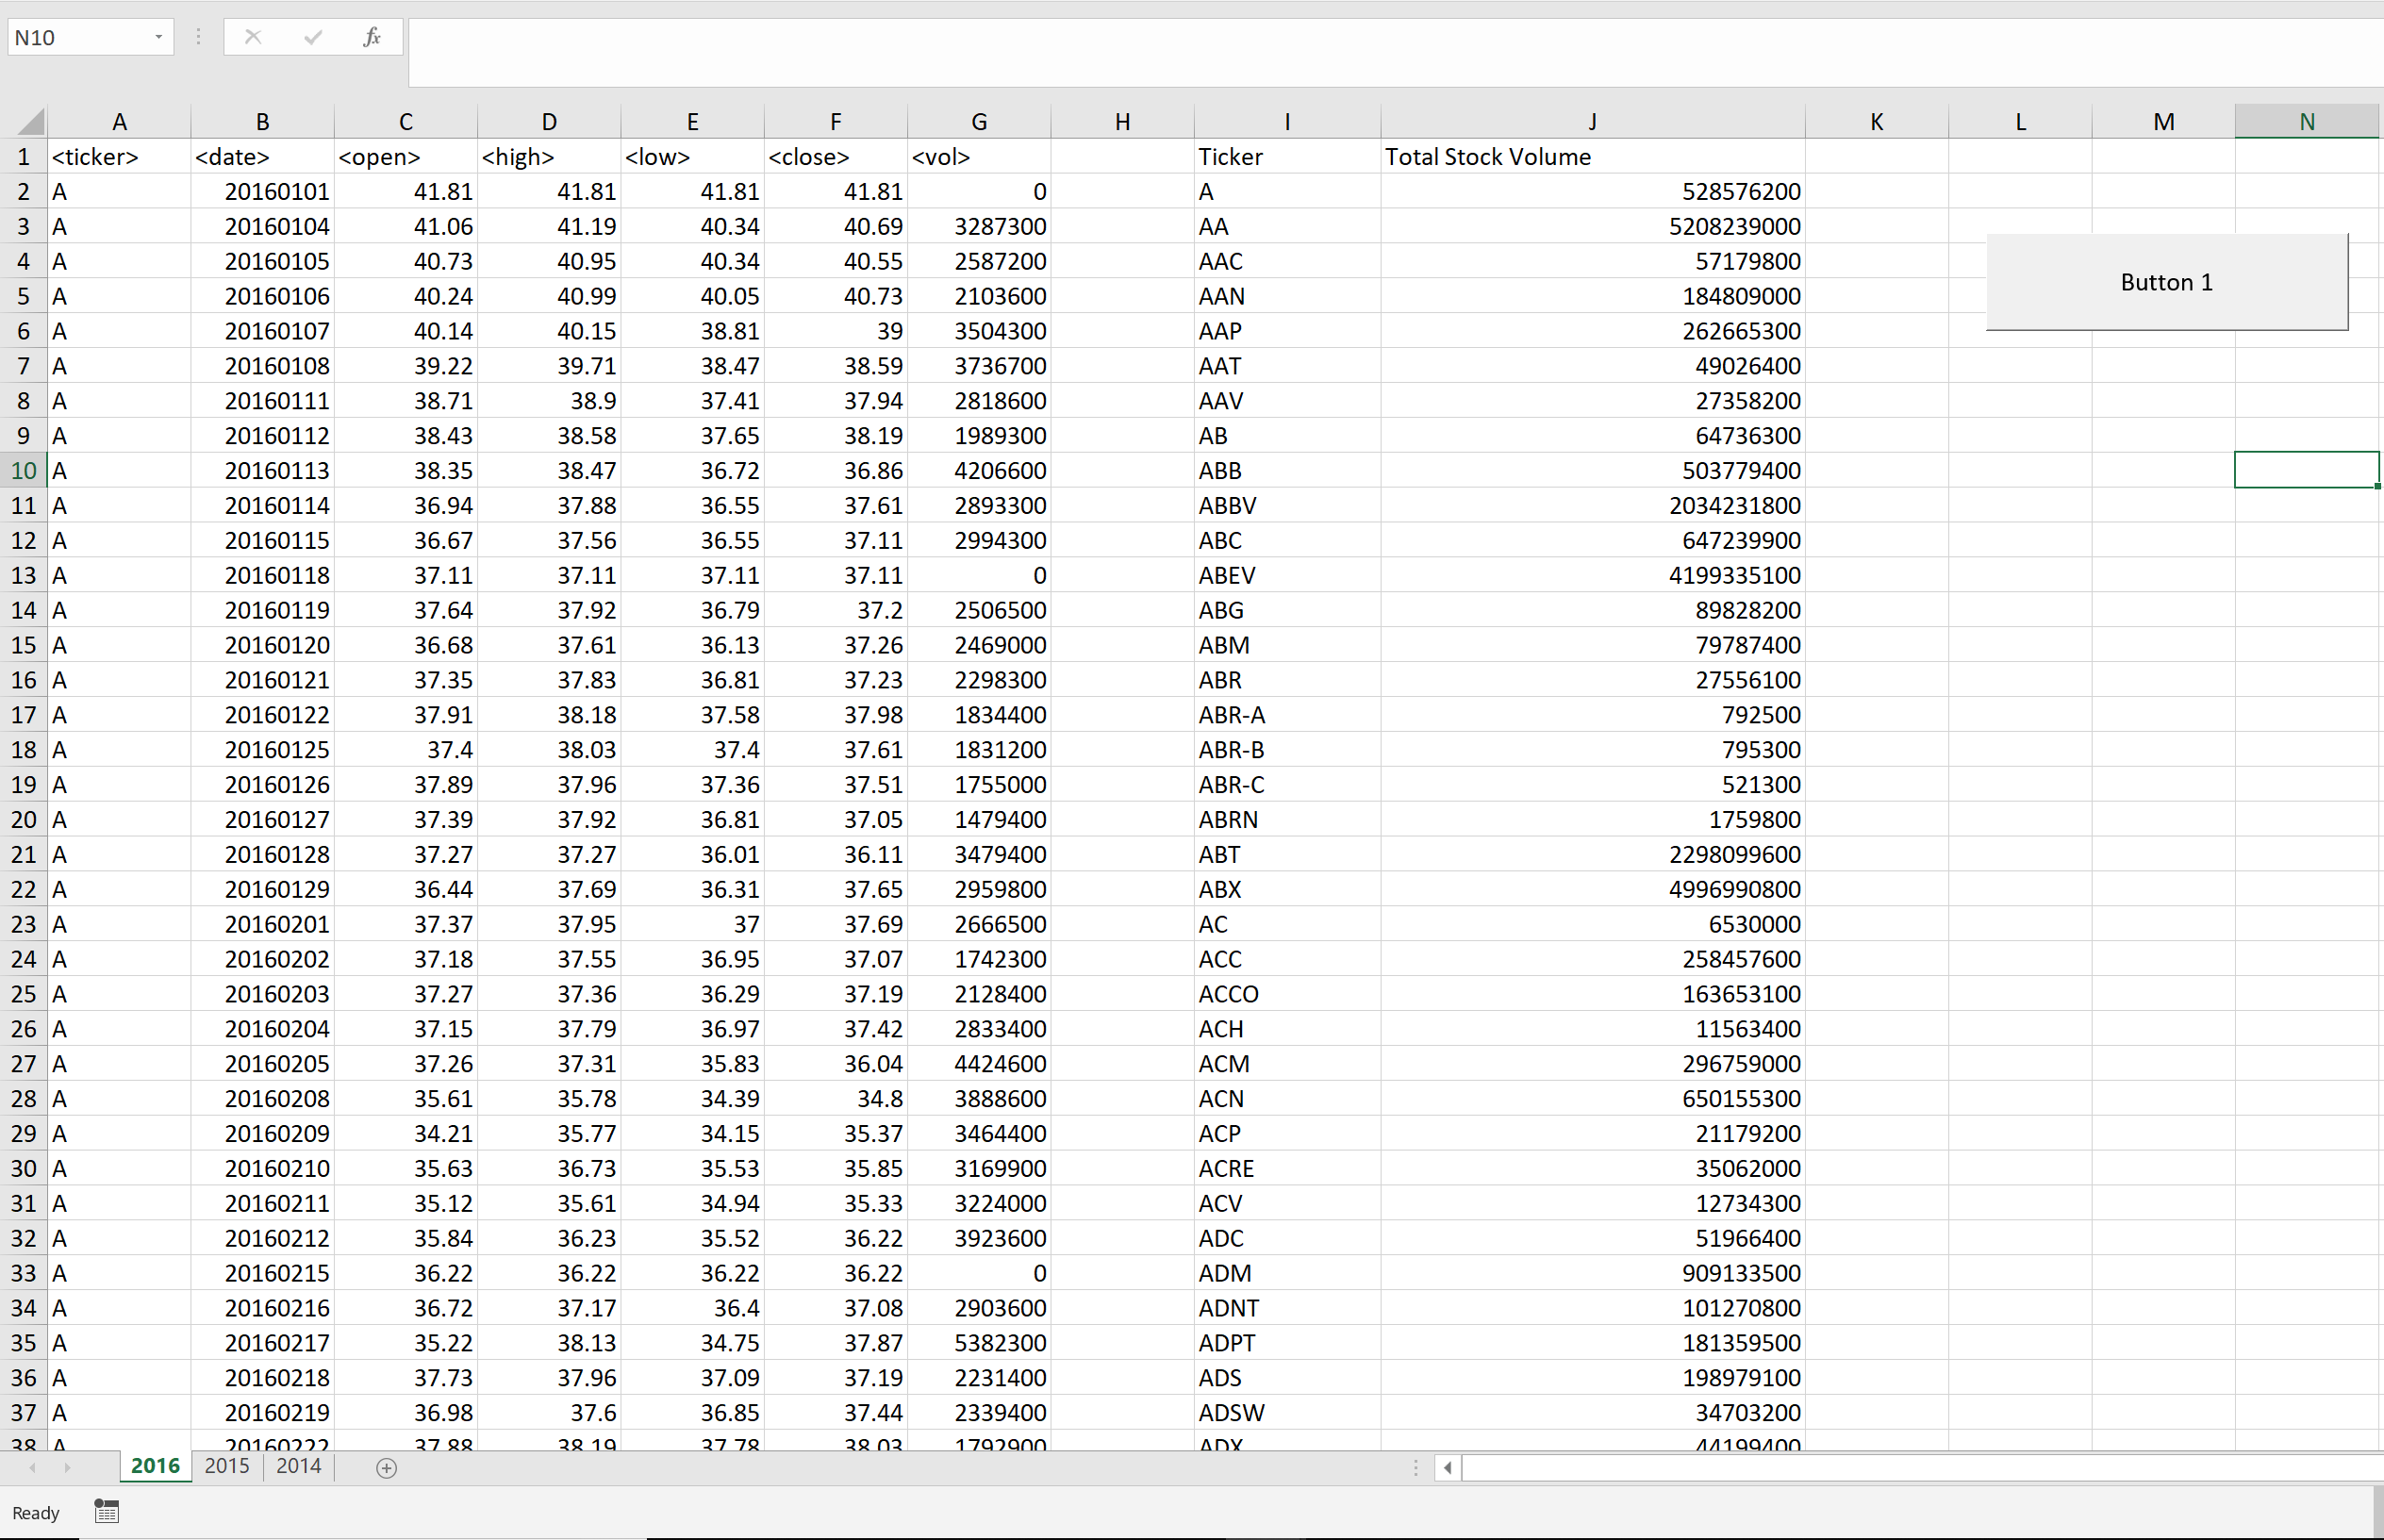 N10 fx
A B C D E F G H I J K L M N
1 <ticker> <date> <open> <high> <low> <close> <vol> Ticker Total Stock Volume
2 A 20160101 41.81 41.81 41.81 41.81 0 A 528576200
3 A 20160104 41.06 41.19 40.34 40.69 3287300 AA 5208239000
4 A 20160105 40.73 40.95 40.34 40.55 2587200 AAC 57179800
Button 1
5 A 20160106 40.24 40.99 40.05 40.73 2103600 AAN 184809000
6 A 20160107 40.14 40.15 38.81 39 3504300 AAP 262665300
7 A 20160108 39.22 39.71 38.47 38.59 3736700 AAT 49026400
8 A 20160111 38.71 38.9 37.41 37.94 2818600 AAV 27358200
9 A 20160112 38.43 38.58 37.65 38.19 1989300 AB 64736300
10 A 20160113 38.35 38.47 36.72 36.86 4206600 ABB 503779400
11 A 20160114 36.94 37.88 36.55 37.61 2893300 ABBV 2034231800
12 A 20160115 36.67 37.56 36.55 37.11 2994300 ABC 647239900
13 A 20160118 37.11 37.11 37.11 37.11 0 ABEV 4199335100
14 A 20160119 37.64 37.92 36.79 37.2 2506500 ABG 89828200
15 A 20160120 36.68 37.61 36.13 37.26 2469000 ABM 79787400
16 A 20160121 37.35 37.83 36.81 37.23 2298300 ABR 27556100
17 A 20160122 37.91 38.18 37.58 37.98 1834400 ABR-A 792500
18 A 20160125 37.4 38.03 37.4 37.61 1831200 ABR-B 795300
19 A 20160126 37.89 37.96 37.36 37.51 1755000 ABR-C 521300
20 A 20160127 37.39 37.92 36.81 37.05 1479400 ABRN 1759800
21 A 20160128 37.27 37.27 36.01 36.11 3479400 ABT 2298099600
22 A 20160129 36.44 37.69 36.31 37.65 2959800 ABX 4996990800
23 A 20160201 37.37 37.95 37 37.69 2666500 AC 6530000
24 A 20160202 37.18 37.55 36.95 37.07 1742300 ACC 258457600
25 A 20160203 37.27 37.36 36.29 37.19 2128400 ACCO 163653100
26 A 20160204 37.15 37.79 36.97 37.42 2833400 ACH 11563400
27 A 20160205 37.26 37.31 35.83 36.04 4424600 ACM 296759000
28 A 20160208 35.61 35.78 34.39 34.8 3888600 ACN 650155300
29 A 20160209 34.21 35.77 34.15 35.37 3464400 ACP 21179200
30 A 20160210 35.63 36.73 35.53 35.85 3169900 ACRE 35062000
31 A 20160211 35.12 35.61 34.94 35.33 3224000 ACV 12734300
32 A 20160212 35.84 36.23 35.52 36.22 3923600 ADC 51966400
33 A 20160215 36.22 36.22 36.22 36.22 0 ADM 909133500
34 A 20160216 36.72 37.17 36.4 37.08 2903600 ADNT 101270800
35 A 20160217 35.22 38.13 34.75 37.87 5382300 ADPT 181359500
36 A 20160218 37.73 37.96 37.09 37.19 2231400 ADS 198979100
37 A 20160219 36.98 37.6 36.85 37.44 2339400 ADSW 34703200
38 A 20160222 37.88 38.19 37.78 38.03 1792900 ADX 44199400
2016 2015 2014
Ready